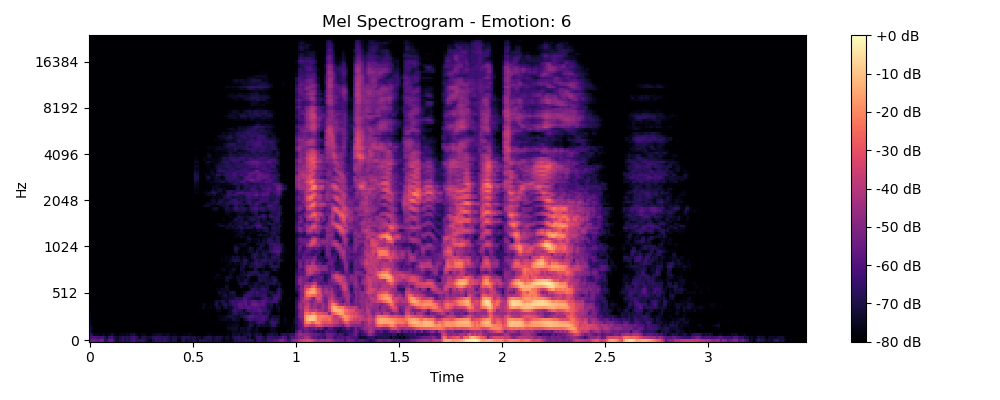 Mel Spectrogram - Emotion: 6
Hz
16384
8192
4096
2048
1024
512
0
0 0.5 1 1.5 2 2.5 3
Time
+0 dB
-10 dB
-20 dB
-30 dB
-40 dB
-50 dB
-60 dB
-70 dB
-80 dB